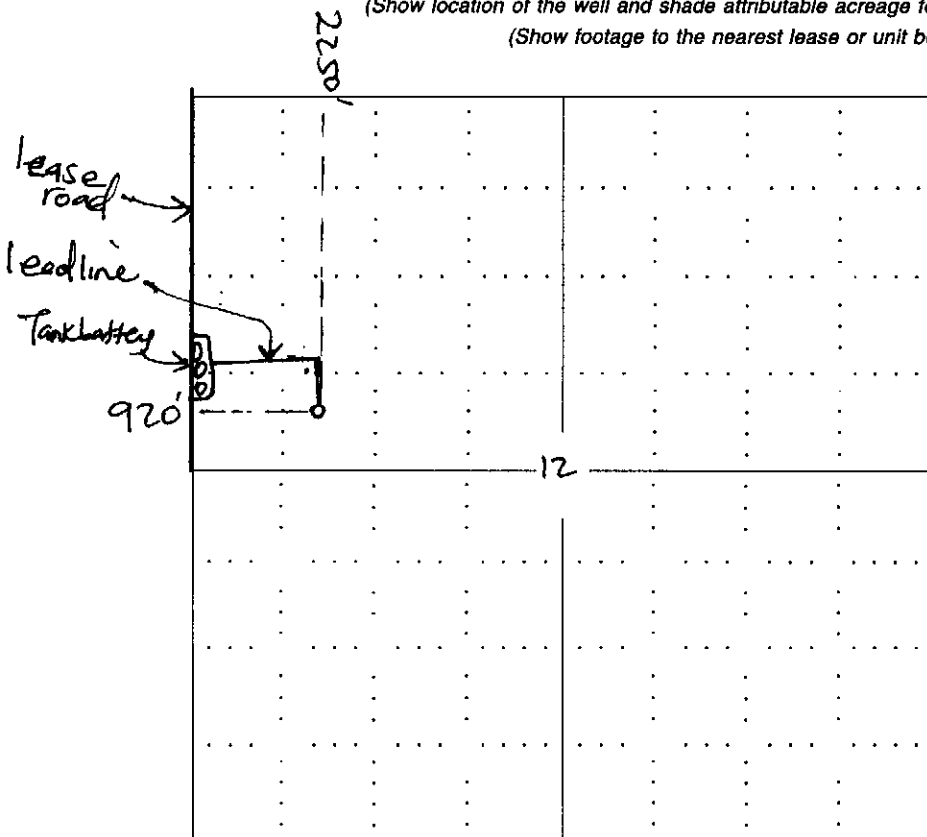 (Show location of the well and shade attributable acreage fo
(Show footage to the nearest lease or unit bo
2250'
lease
road
leadline
Tankbattey
920'
12